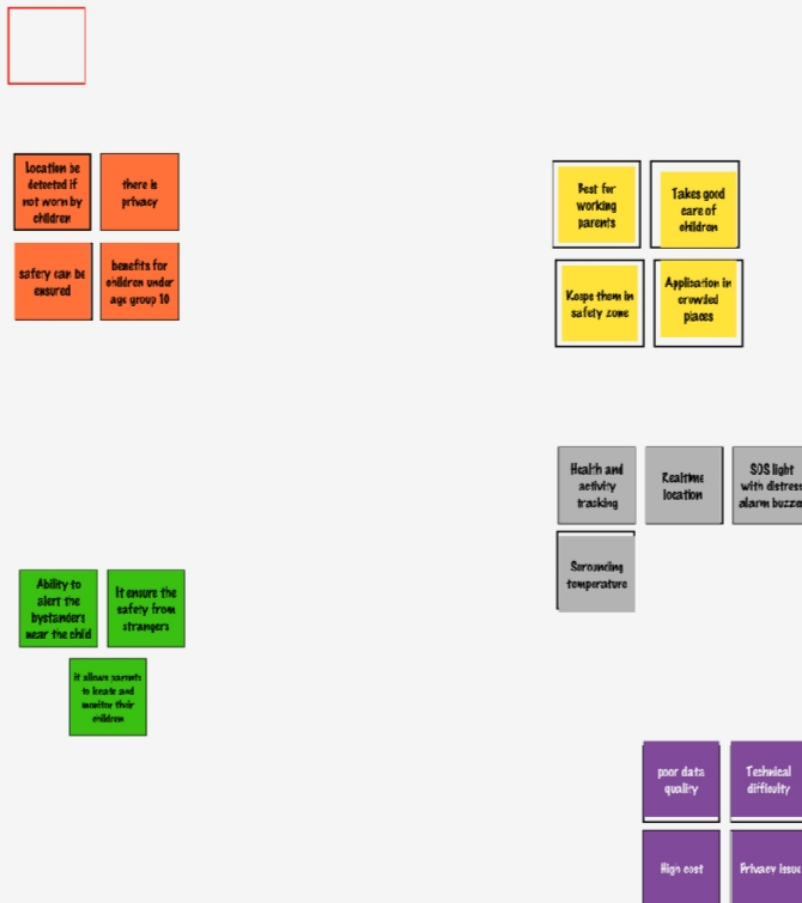 Location be
detected if
not worn by
children
there is
privacy
safety can be
ensured
benefits for
children under
age group 10
Best for
working
parents
Takes good
care of
children
Keeps them in
safety zone
Application in
crowded
places
Health and
activity
tracking
Realtime
location
SOS light
with distress
alarm buzze
Serounding
temperature
Ability to
alert the
bystanders
near the child
It ensure the
safety from
strangers
it allows parents
to locate and
monitor their
children
poor data
quality
Technical
difficulty
High cost
Privacy issue